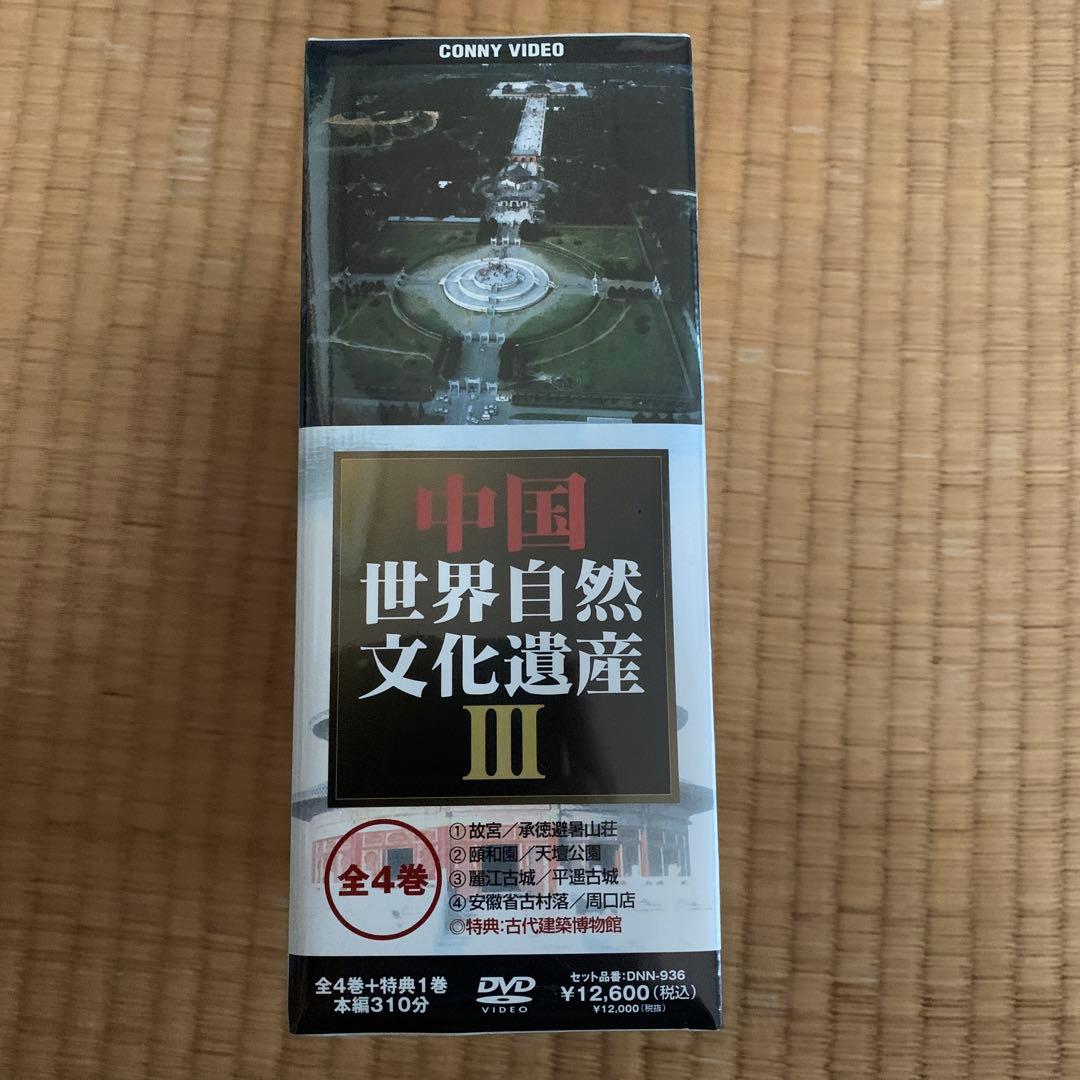 CONNY VIDEO
中国
世界自然
文化遺産
III
全4巻
①故宮／承徳避暑山荘
②頤和園／天壇公園
③麗江古城／平遥古城
④安徽省古村落／周口店
◎特典:古代建築博物館
全4巻+特典1巻
本編310分
DVD
VIDEO
セット品番:DNN-936
¥12,600(税込)
¥12,000(税抜)